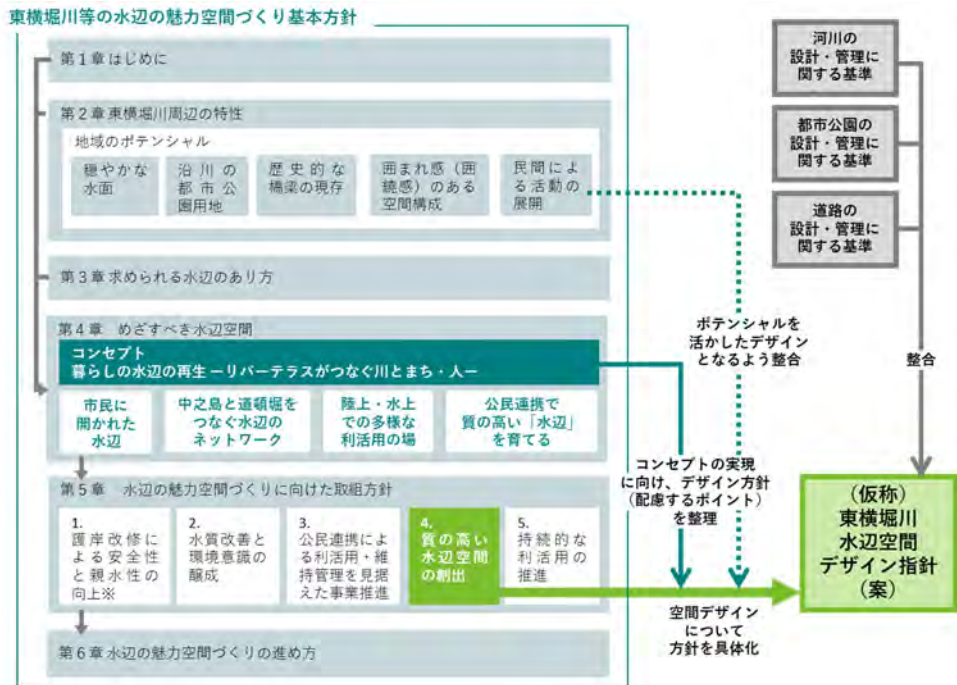 東横堀川等の水辺の魅力空間づくり基本方針
第1章 はじめに
第2章 東横堀川周辺の特性
地域のポテンシャル
穏やかな
水面
沿川の
都市公
園用地
歴史的な
橋梁の現存
囲まれ感（囲
繞感）のある
空間構成
民間によ
る活動の
展開
第3章 求められる水辺のあり方
第4章　めざすべき水辺空間
コンセプト
暮らしの水辺の再生 ーリバーテラスがつなぐ川とまち・人ー
市民に
開かれた
水辺
中之島と道頓堀を
つなぐ水辺の
ネットワーク
陸上・水上
での多様な
利活用の場
公民連携で
質の高い「水辺」
を育てる
第5章　水辺の魅力空間づくりに向けた取組方針
1.
護岸改修に
よる安全性
と親水性の
向上※
2.
水質改善と
環境意識の
醸成
3.
公民連携によ
る利活用・維
持管理を見据
えた事業推進
4.
質の高い
水辺空間
の創出
5.
持続的な
利活用の
推進
第6章 水辺の魅力空間づくりの進め方
河川の
設計・管理に
関する基準
都市公園の
設計・管理に
関する基準
道路の
設計・管理に
関する基準
ポテンシャルを
活かしたデザイン
となるよう整合
整合
コンセプトの実現
に向け、デザイン方針
（配慮するポイント）
を整理
空間デザイン
について
方針を具体化
（仮称）
東横堀川
水辺空間
デザイン指針
（案）